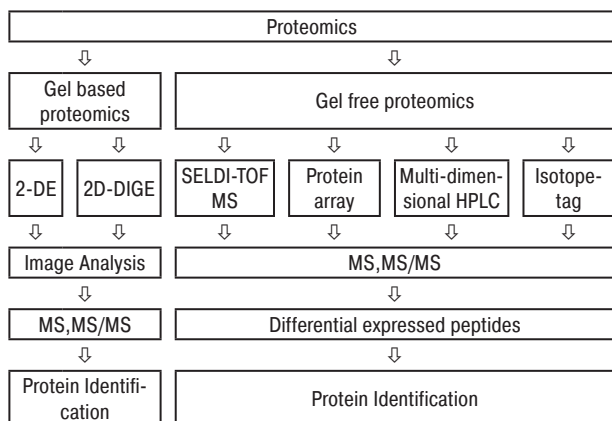 Proteomics
Gel based
proteomics
Gel free proteomics
2-DE
2D-DIGE
SELDI-TOF
MS
Protein
array
Multi-dimen-
sional HPLC
Isotope-
tag
Image Analysis
MS,MS/MS
MS,MS/MS
Differential expressed peptides
Protein Identifi-
cation
Protein Identification